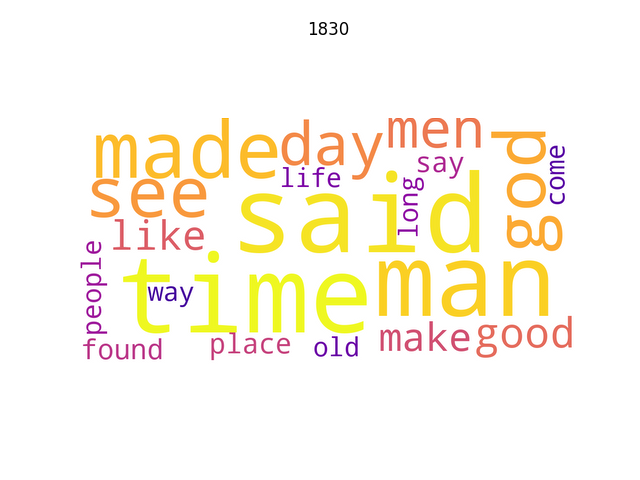 1830
made
day
men
god
say
come
life
see
said
long
like
time
man
people
way
found
place
old
make
good